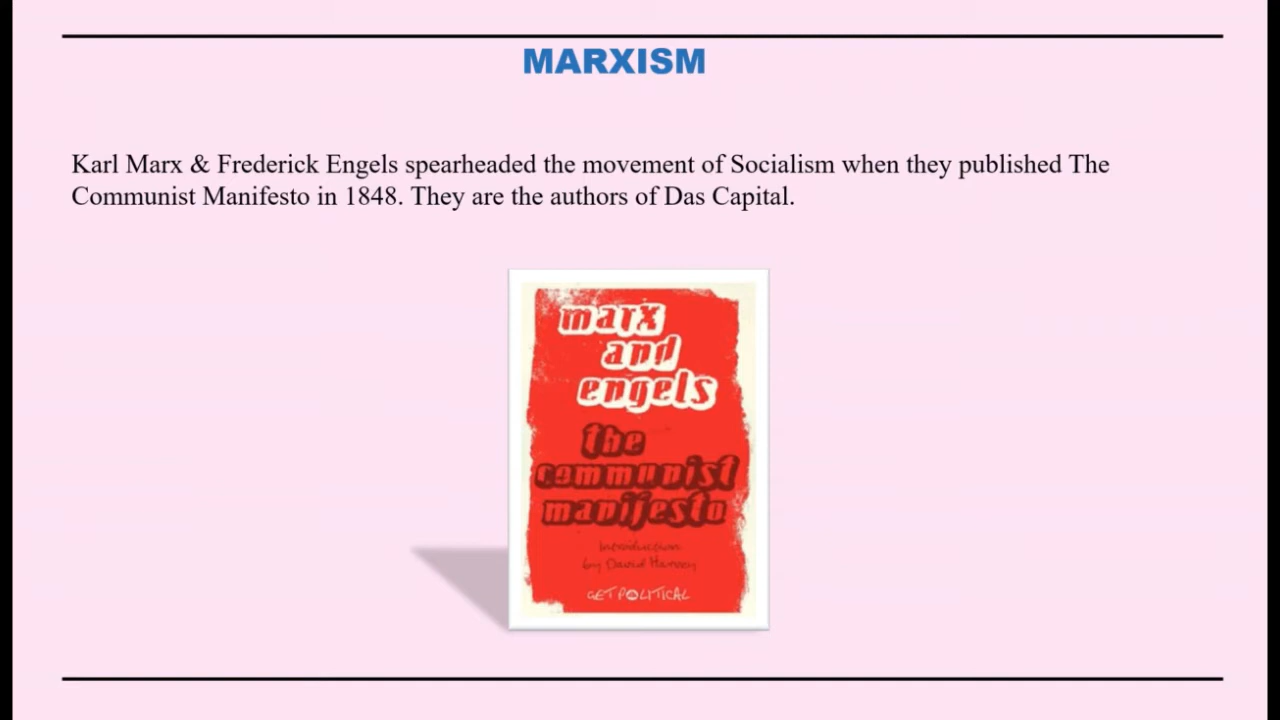 MARXISM
Karl Marx & Frederick Engels spearheaded the movement of Socialism when they published The
Communist Manifesto in 1848. They are the authors of Das Capital.
marx
and
engels
the
communist
manifesto
Introduction
by David Harvey
GET POLITICAL